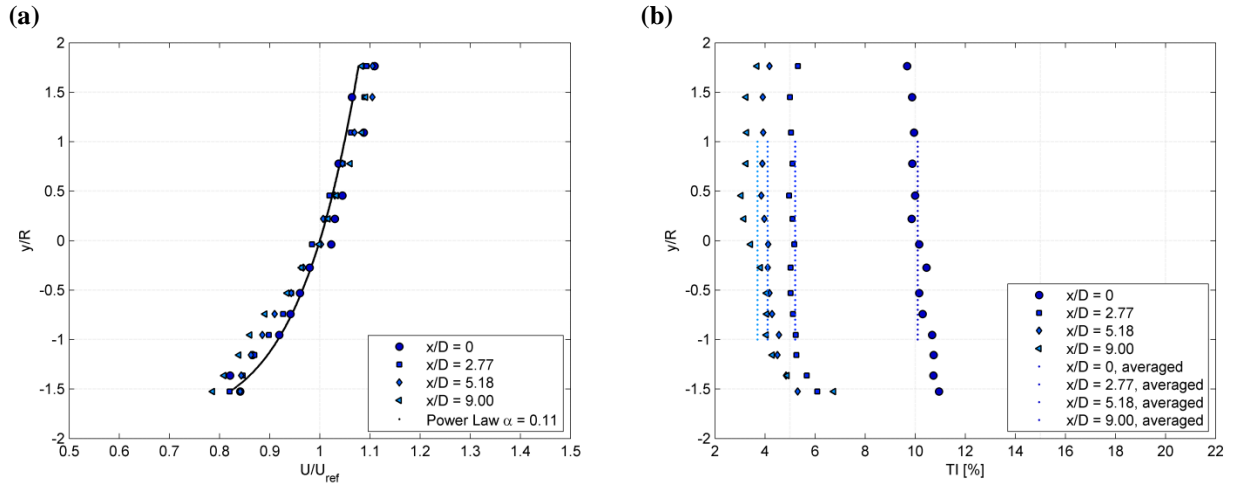 (a)
2
1.5
1
0.5
0
-0.5
-1
-1.5
-2
y/R
0.5 0.6 0.7 0.8 0.9 1 1.1 1.2 1.3 1.4 1.5
U/U_ref
x/D = 0
x/D = 2.77
x/D = 5.18
x/D = 9.00
Power Law α = 0.11
(b)
2
1.5
1
0.5
0
-0.5
-1
-1.5
-2
y/R
2 4 6 8 10 12 14 16 18 20 22
TI [%]
x/D = 0
x/D = 2.77
x/D = 5.18
x/D = 9.00
x/D = 0, averaged
x/D = 2.77, averaged
x/D = 5.18, averaged
x/D = 9.00, averaged